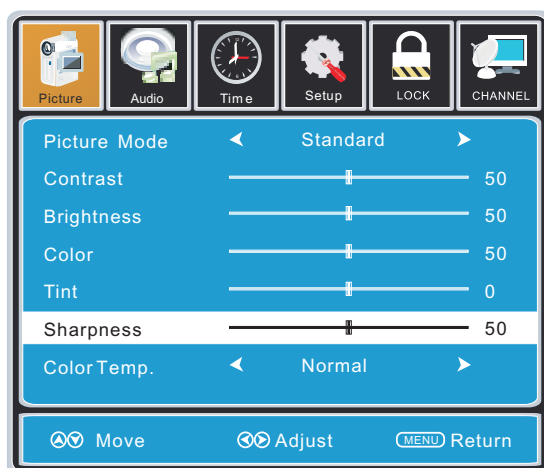 Picture Audio Time Setup LOCK CHANNEL
Picture Mode Standard
Contrast 50
Brightness 50
Color 50
Tint 0
Sharpness 50
Color Temp. Normal
Move Adjust MENU Return